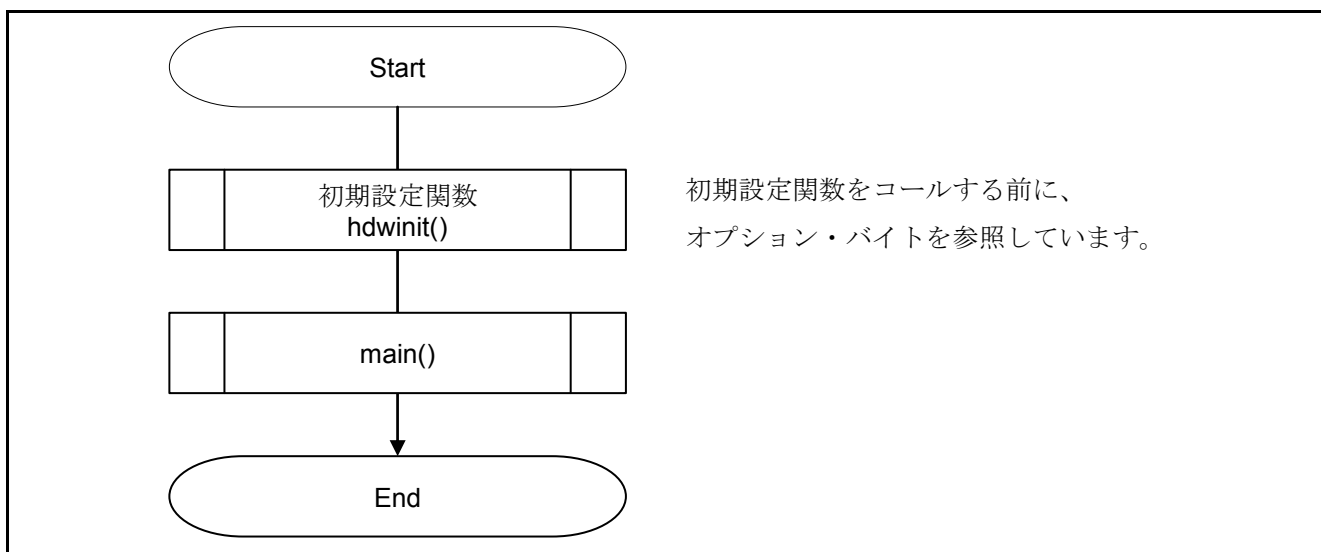 Start
初期設定関数
hdwinit()
初期設定関数をコールする前に、
オプション・バイトを参照しています。
main()
End